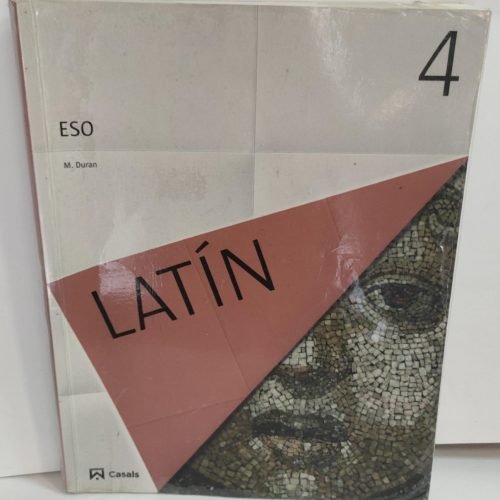 4
ESO
M. Duran
LATÍN
Casals